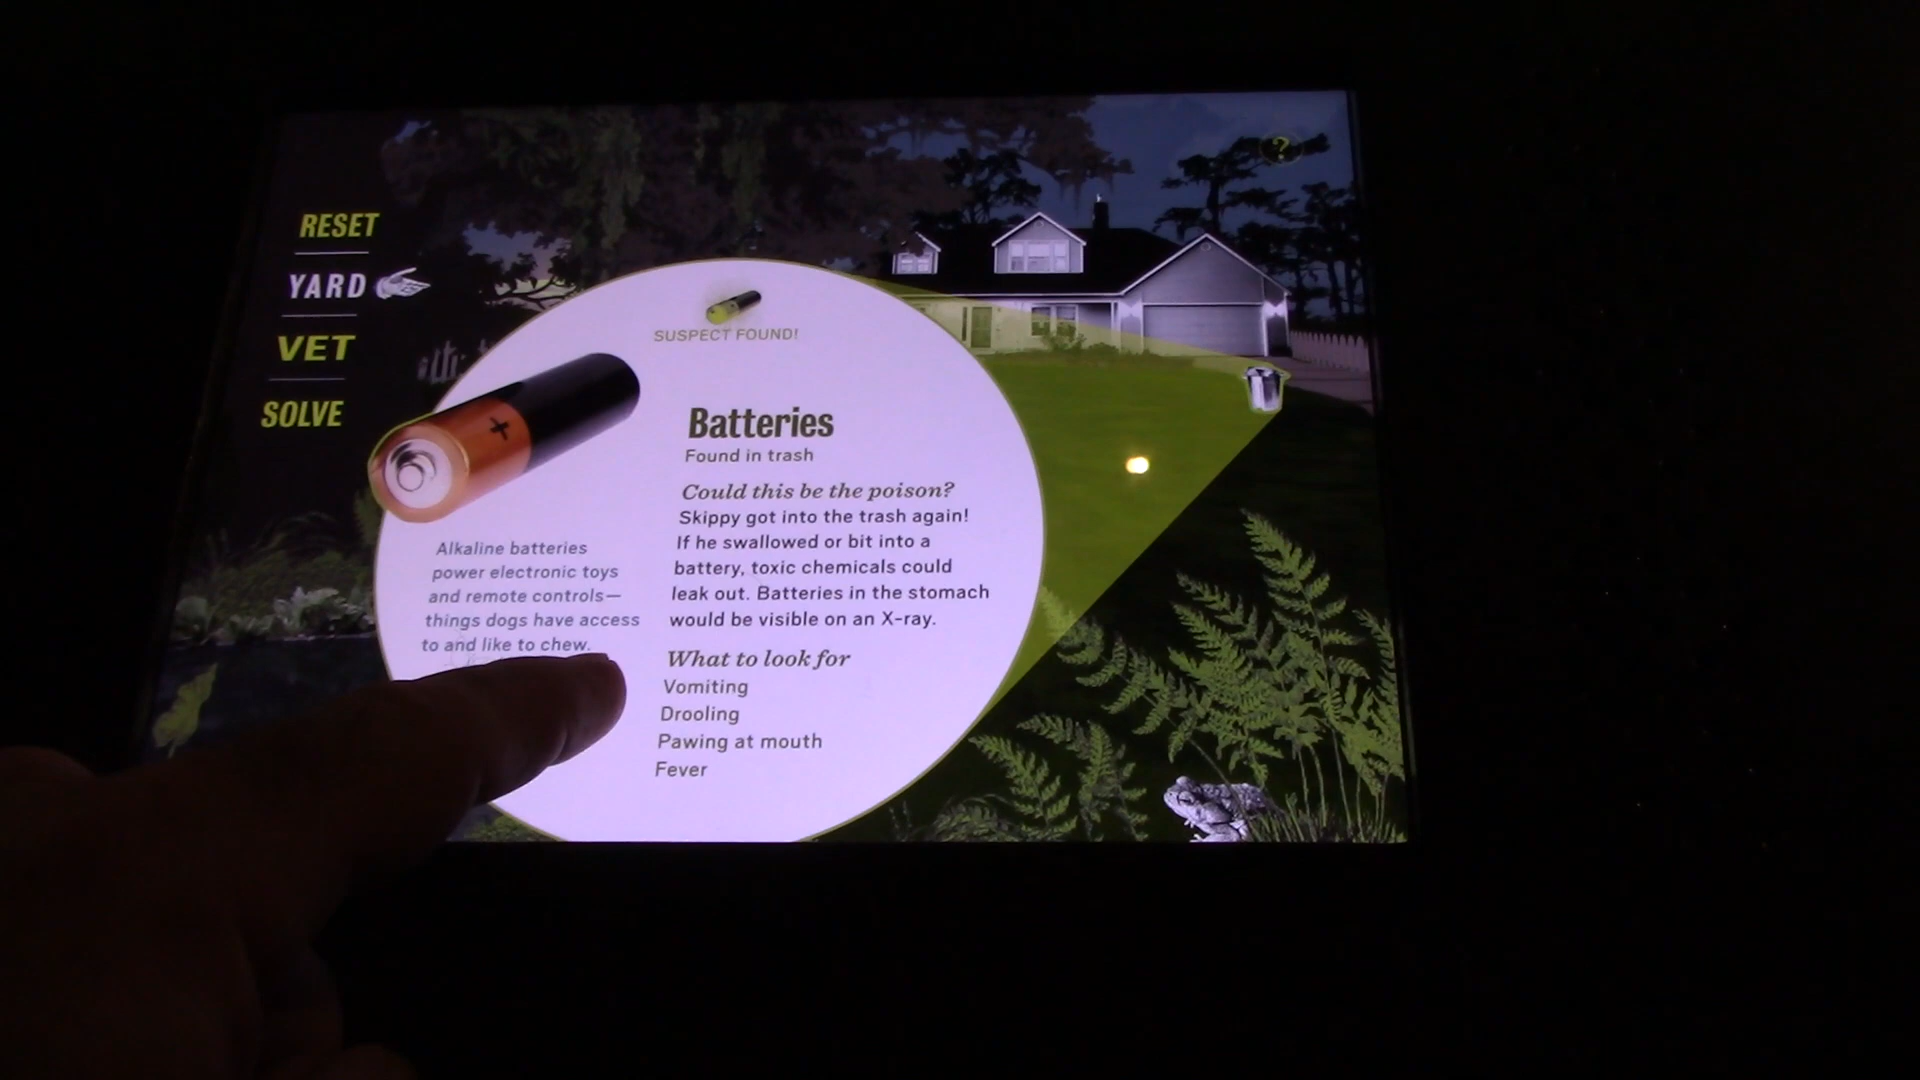 ?
RESET
YARD
VET
SOLVE
SUSPECT FOUND!
+
Batteries
Found in trash
Could this be the poison?
Skippy got into the trash again!
If he swallowed or bit into a
battery, toxic chemicals could
leak out. Batteries in the stomach
would be visible on an X-ray.
What to look for
Vomiting
Drooling
Pawing at mouth
Fever
Alkaline batteries
power electronic toys
and remote controls—
things dogs have access
to and like to chew.